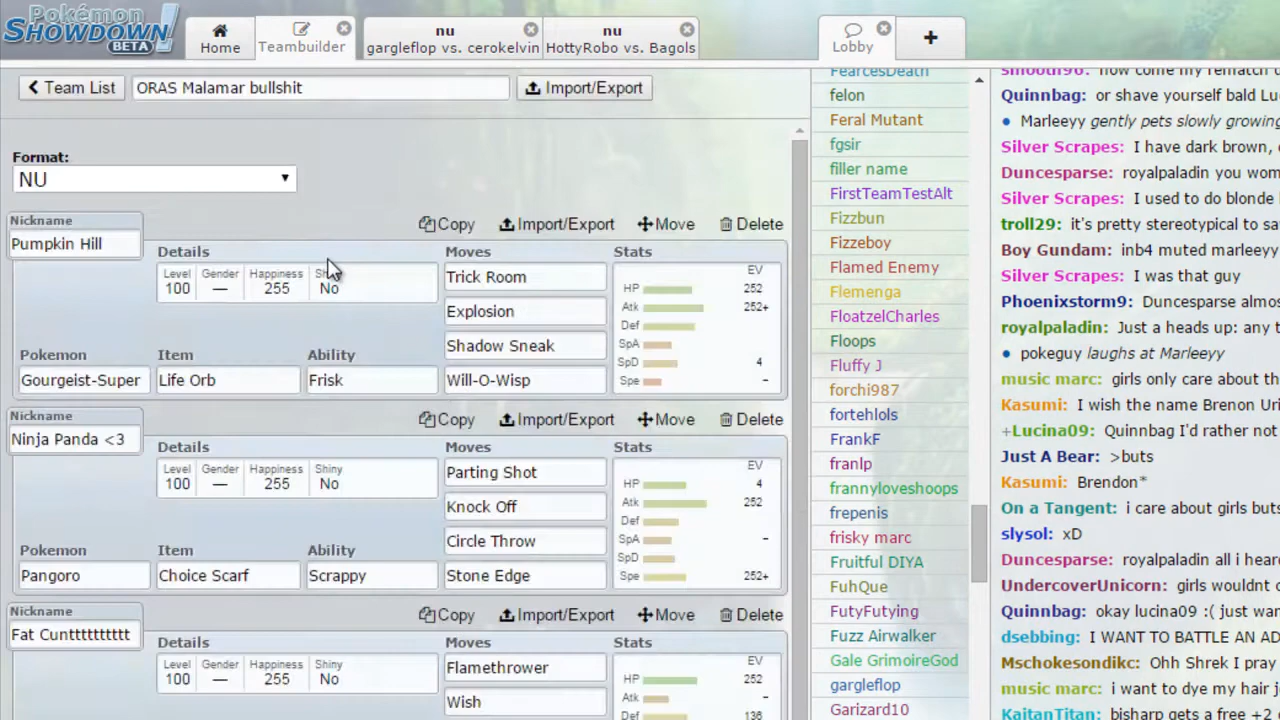 Pokémon
SHOWDOWN!
BETA
Home
Teambuilder
nu
gargleflop vs. cerokelvin
nu
HottyRobo vs. Bagols
Lobby
+
Team List
ORAS Malamar bullshit
Import/Export
Format:
NU
Nickname
Pumpkin Hill
Copy Import/Export Move Delete
Details
Moves
Stats
Level Gender Happiness Shiny
100 — 255 No
Trick Room
Explosion
Shadow Sneak
Will-O-Wisp
EV
HP 252
Atk 252+
Def
SpA
SpD 4
Spe –
Pokemon Item Ability
Gourgeist-Super Life Orb Frisk
Nickname
Ninja Panda <3
Copy Import/Export Move Delete
Details
Moves
Stats
Level Gender Happiness Shiny
100 — 255 No
Parting Shot
Knock Off
Circle Throw
Stone Edge
EV
HP 4
Atk 252
Def
SpA –
SpD
Spe 252+
Pokemon Item Ability
Pangoro Choice Scarf Scrappy
Nickname
Fat Cuntttttttttt
Copy Import/Export Move Delete
Details
Moves
Stats
Level Gender Happiness Shiny
100 — 255 No
Flamethrower
Wish
EV
HP 252
Atk –
Def 136
FearcesDeath
felon
Feral Mutant
fgsir
filler name
FirstTeamTestAlt
Fizzbun
Fizzeboy
Flamed Enemy
Flemenga
FloatzelCharles
Floops
Fluffy J
forchi987
fortehlols
FrankF
franlp
frannyloveshoops
frepenis
frisky marc
Fruitful DIYA
FuhQue
FutyFutying
Fuzz Airwalker
Gale GrimoireGod
gargleflop
Garizard10
smooth96: how come my rematch
Quinnbag: or shave yourself bald Lu
• Marleeyy gently pets slowly growing
Silver Scrapes: I have dark brown,
Duncesparse: royalpaladin you wom
Silver Scrapes: I used to do blonde
troll29: it's pretty stereotypical to sa
Boy Gundam: inb4 muted marleeyy
Silver Scrapes: I was that guy
Phoenixstorm9: Duncesparse almos
royalpaladin: Just a heads up: any t
• pokeguy laughs at Marleeyy
music marc: girls only care about the
Kasumi: I wish the name Brenon Uri
+Lucina09: Quinnbag I'd rather not
Just A Bear: >buts
Kasumi: Brendon*
On a Tangent: i care about girls buts
slysol: xD
Duncesparse: royalpaladin all i hear
UndercoverUnicorn: girls wouldnt
Quinnbag: okay lucina09 :( just wan
dsebbing: I WANT TO BATTLE AN AD
Mschokesondikc: Ohh Shrek I pray
music marc: i want to dye my hair j
KaitanTitan: bisharp gets a free +2